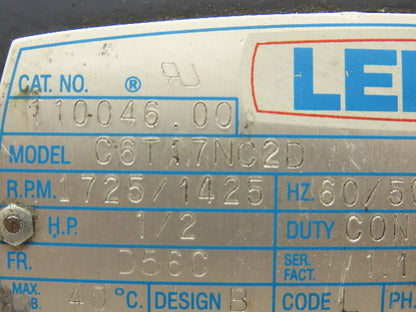 CAT. NO. ® LEE
110046.00
MODEL C6T17NC2D
R.P.M. 1725/1425 HZ. 60/50
H.P. 1/2 DUTY CON
FR. D56C SER. FACT. 1.1
MAX. 40°C. DESIGN B CODE PH.